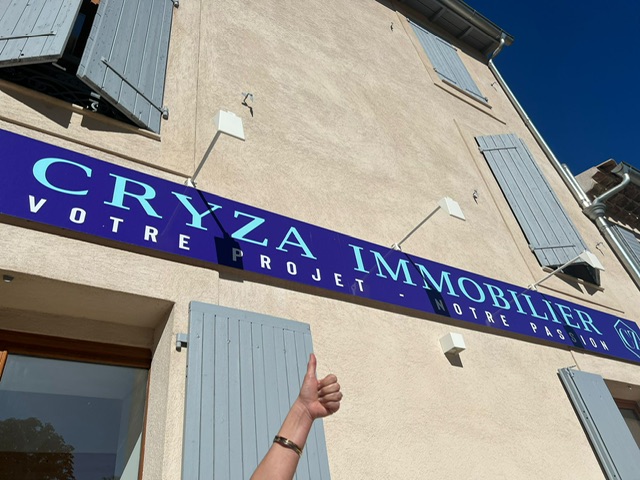 CRYZA IMMOBILIER
VOTRE PROJET - NOTRE PASSION